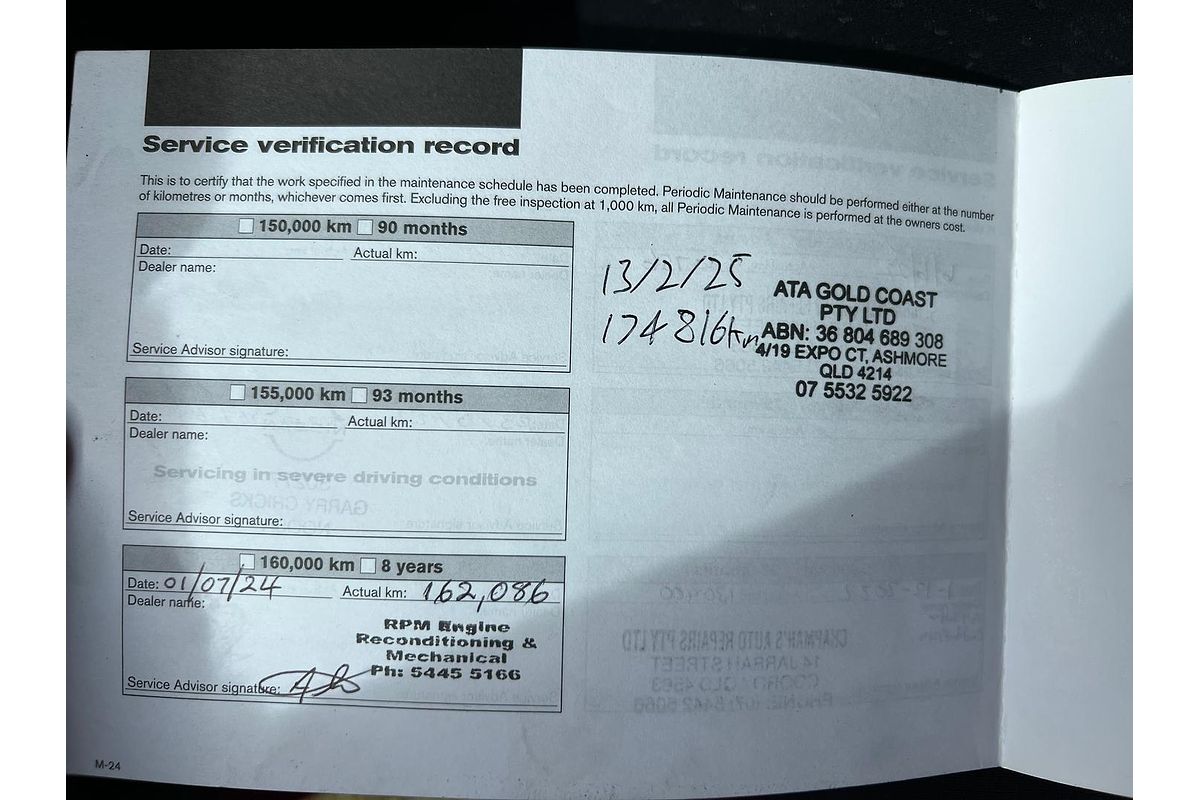 Service verification record
This is to certify that the work specified in the maintenance schedule has been completed. Periodic Maintenance should be performed either at the number
of kilometres or months, whichever comes first. Excluding the free inspection at 1,000 km, all Periodic Maintenance is performed at the owners cost.
150,000 km 90 months
Date: Actual km:
Dealer name:
Service Advisor signature:
155,000 km 93 months
Date: Actual km:
Dealer name:
Servicing in severe driving conditions
Service Advisor signature:
160,000 km 8 years
Date: 01/07/24 Actual km: 162,086
Dealer name:
RPM Engine
Reconditioning &
Mechanical
Ph: 5445 5166
Service Advisor signature:
13/2/25
174816km
ATA GOLD COAST
PTY LTD
ABN: 36 804 689 308
4/19 EXPO CT, ASHMORE
QLD 4214
07 5532 5922
M-24